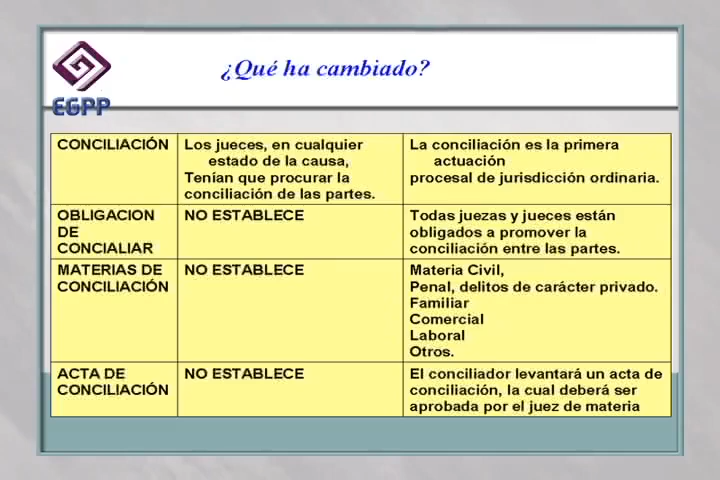 ¿Qué ha cambiado?
EGPP
CONCILIACIÓN
Los jueces, en cualquier
estado de la causa,
Tenían que procurar la
conciliación de las partes.
La conciliación es la primera
actuación
procesal de jurisdicción ordinaria.
OBLIGACION
DE
CONCIALIAR
NO ESTABLECE
Todas juezas y jueces están
obligados a promover la
conciliación entre las partes.
MATERIAS DE
CONCILIACIÓN
NO ESTABLECE
Materia Civil,
Penal, delitos de carácter privado.
Familiar
Comercial
Laboral
Otros.
ACTA DE
CONCILIACIÓN
NO ESTABLECE
El conciliador levantará un acta de
conciliación, la cual deberá ser
aprobada por el juez de materia